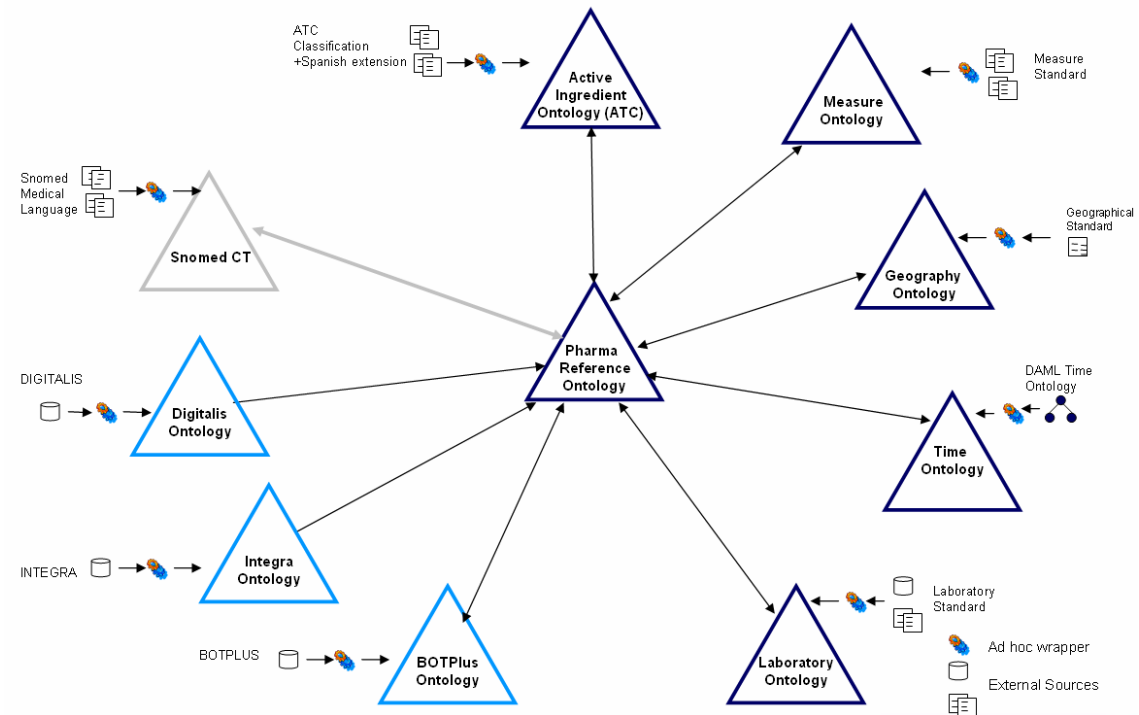 ATC
Classification
+Spanish extension
Active
Ingredient
Ontology (ATC)
Measure
Ontology
Measure
Standard
Snomed
Medical
Language
Snomed CT
Geographical
Standard
Geography
Ontology
Pharma
Reference
Ontology
DIGITALIS
Digitalis
Ontology
DAML Time
Ontology
Time
Ontology
INTEGRA
Integra
Ontology
BOTPLUS
BOTPlus
Ontology
Laboratory
Ontology
Laboratory
Standard
Ad hoc wrapper
External Sources